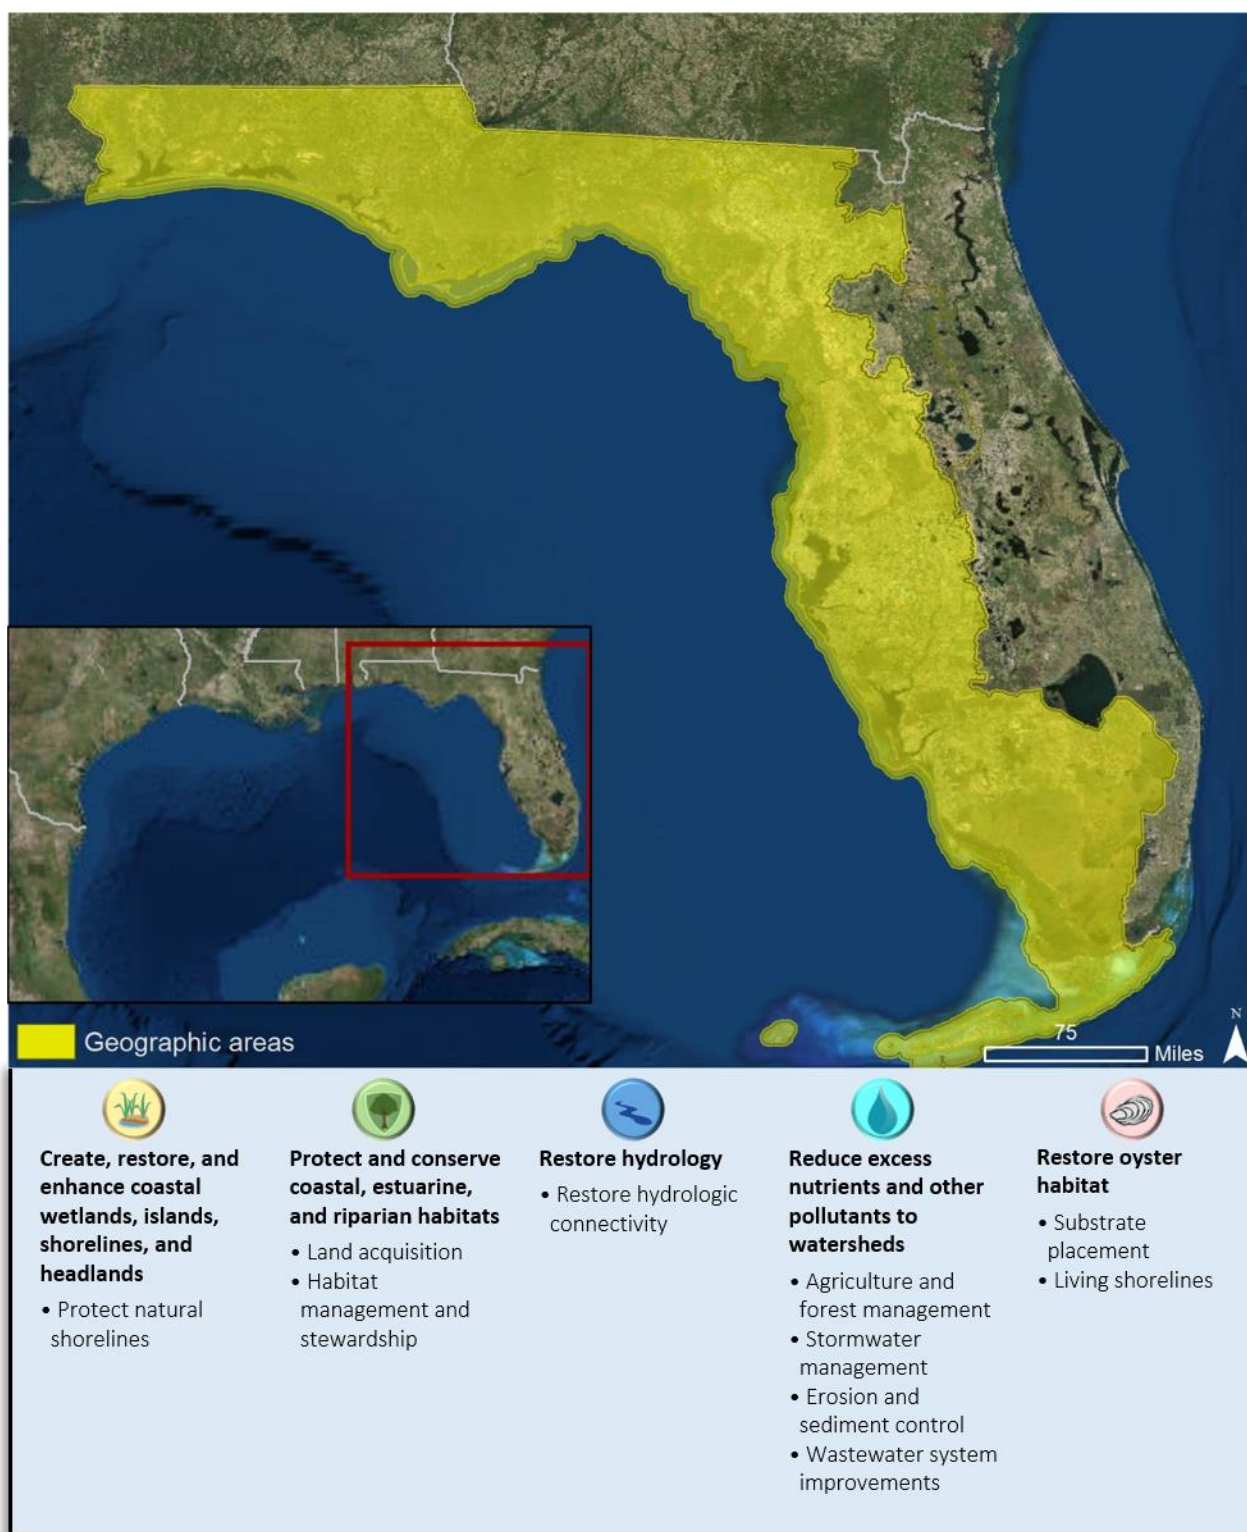 Geographic areas
75
Miles
N
Create, restore, and
enhance coastal
wetlands, islands,
shorelines, and
headlands
• Protect natural
shorelines
Protect and conserve
coastal, estuarine,
and riparian habitats
• Land acquisition
• Habitat
management and
stewardship
Restore hydrology
• Restore hydrologic
connectivity
Reduce excess
nutrients and other
pollutants to
watersheds
• Agriculture and
forest management
• Stormwater
management
• Erosion and
sediment control
• Wastewater system
improvements
Restore oyster
habitat
• Substrate
placement
• Living shorelines